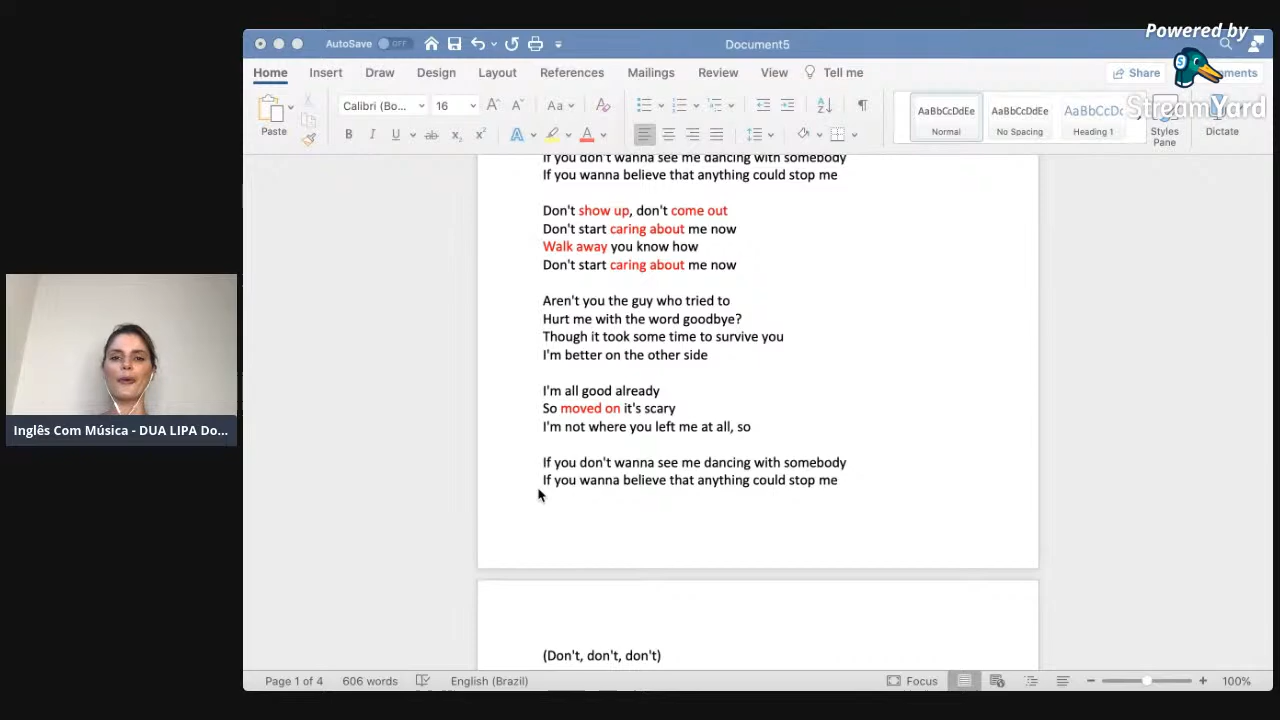 Powered by
StreamYard
AutoSave OFF
Document5
Home Insert Draw Design Layout References Mailings Review View Tell me
Share
Calibri (Bo... 16
Paste
AaBbCcDdEe
Normal
AaBbCcDdEe
No Spacing
AaBbCcDc
Heading 1
Styles
Pane
Dictate
If you don't wanna see me dancing with somebody
If you wanna believe that anything could stop me
Don't show up, don't come out
Don't start caring about me now
Walk away you know how
Don't start caring about me now
Aren't you the guy who tried to
Hurt me with the word goodbye?
Though it took some time to survive you
I'm better on the other side
I'm all good already
So moved on it's scary
I'm not where you left me at all, so
If you don't wanna see me dancing with somebody
If you wanna believe that anything could stop me
(Don't, don't, don't)
Inglês Com Música - DUA LIPA Do...
Page 1 of 4 606 words English (Brazil) Focus 100%